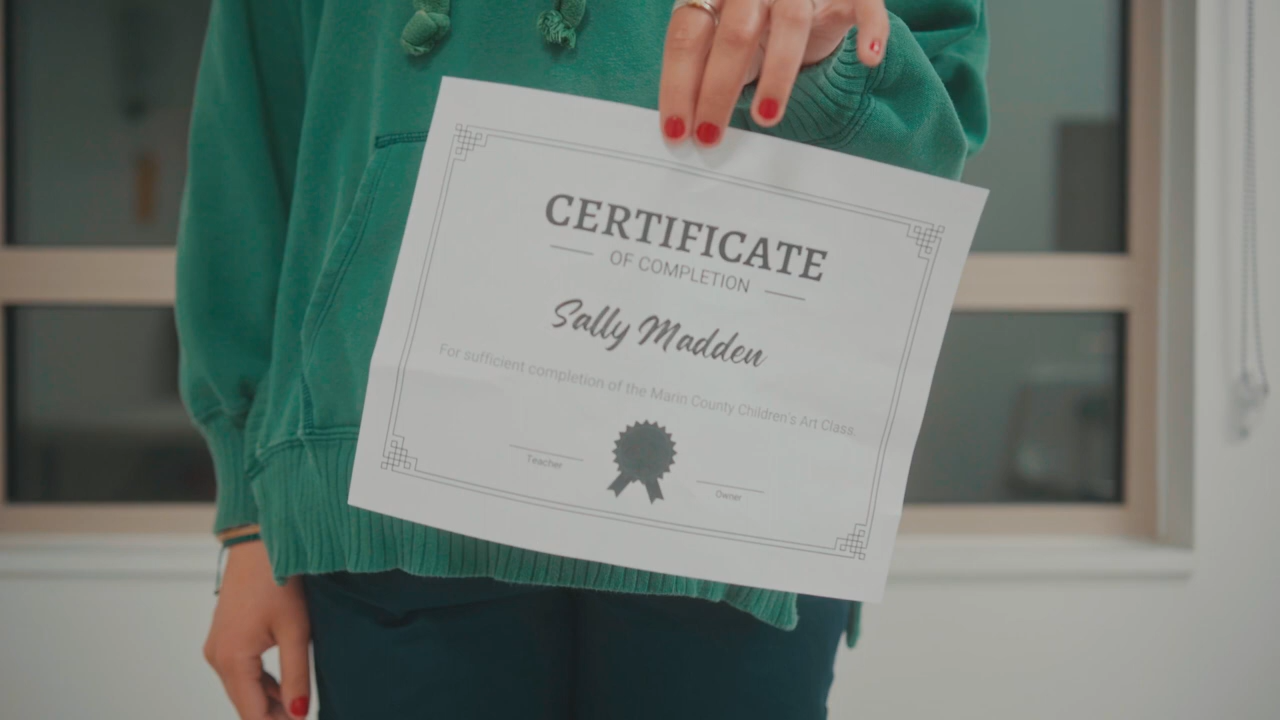 CERTIFICATE
OF COMPLETION
Sally Madden
For sufficient completion of the Marin County Children's Art Class.
Teacher
Owner